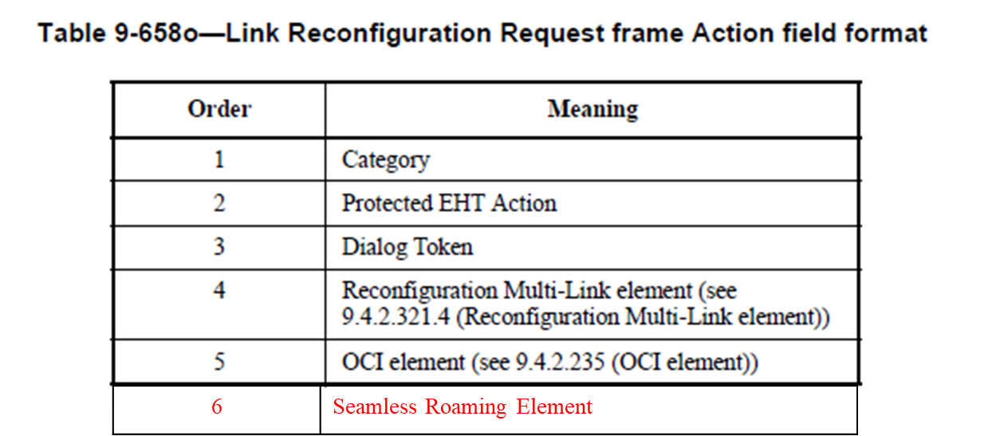 Table 9-658o—Link Reconfiguration Request frame Action field format
Order Meaning
1 Category
2 Protected EHT Action
3 Dialog Token
4 Reconfiguration Multi-Link element (see
9.4.2.321.4 (Reconfiguration Multi-Link element))
5 OCI element (see 9.4.2.235 (OCI element))
6 Seamless Roaming Element